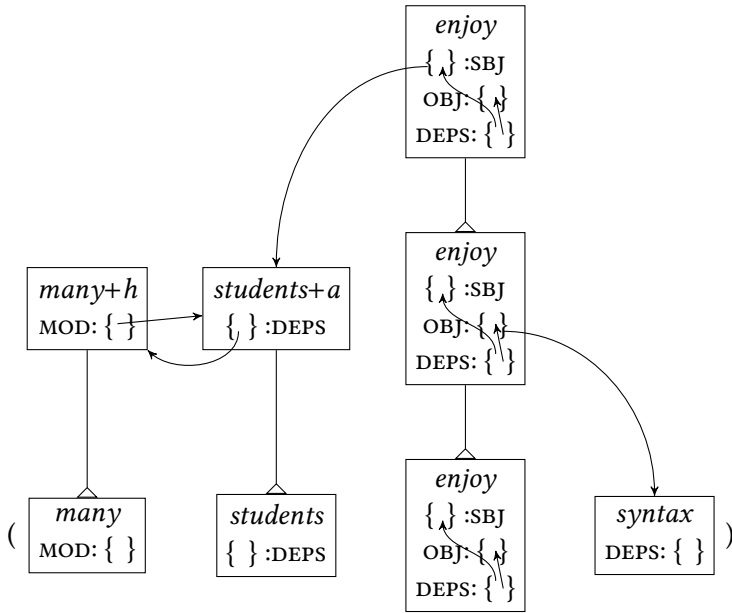 enjoy
{ } :SBJ
OBJ: { }
DEPS: { }
many+h
MOD: { }
students+a
{ } :DEPS
enjoy
{ } :SBJ
OBJ: { }
DEPS: { }
(
many
MOD: { }
students
{ } :DEPS
enjoy
{ } :SBJ
OBJ: { }
DEPS: { }
syntax
DEPS: { }
)